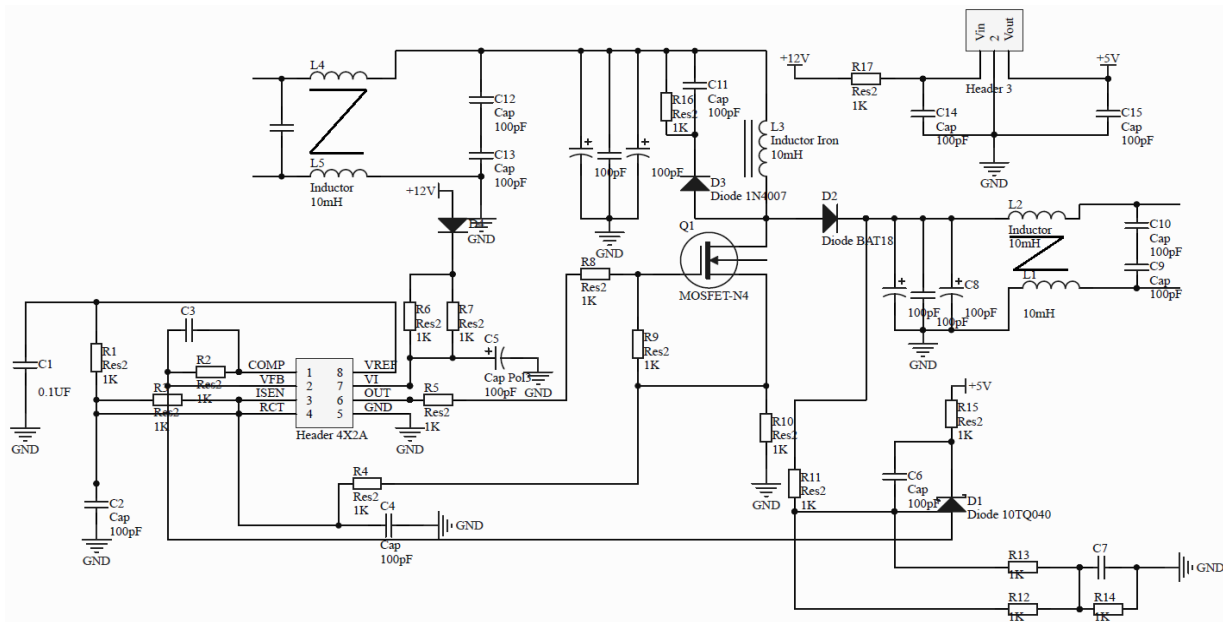 Vin
2
Vout
+12V
R17
Res2
1K
Header 3
+5V
C14
Cap
100pF
C15
Cap
100pF
GND
L4
C12
Cap
100pF
C13
Cap
100pF
L5
Inductor
10mH
GND
R16
Res2
1K
C11
Cap
100pF
L3
Inductor Iron
10mH
100pF
100pF
GND
D3
Diode 1N4007
+12V
Q1
MOSFET-N4
D2
Diode BAT18
L2
Inductor
10mH
L1
10mH
C10
Cap
100pF
C9
Cap
100pF
C8
100pF
100pF
GND
R8
Res2
1K
R6
Res2
1K
R7
Res2
1K
R9
Res2
1K
C5
Cap Pol3
100pF
GND
C3
R1
Res2
1K
R2
Res2
1K
C1
0.1UF
GND
R3
Res2
1K
COMP
VFB
ISEN
RCT
1 8
2 7
3 6
4 5
VREF
VI
OUT
GND
Header 4X2A
GND
R5
Res2
1K
R10
Res2
1K
GND
R4
Res2
1K
C4
Cap
100pF
GND
C2
Cap
100pF
GND
R11
Res2
1K
+5V
R15
Res2
1K
C6
Cap
100pF
D1
Diode 10TQ040
R13
1K
C7
GND
R12
1K
R14
1K